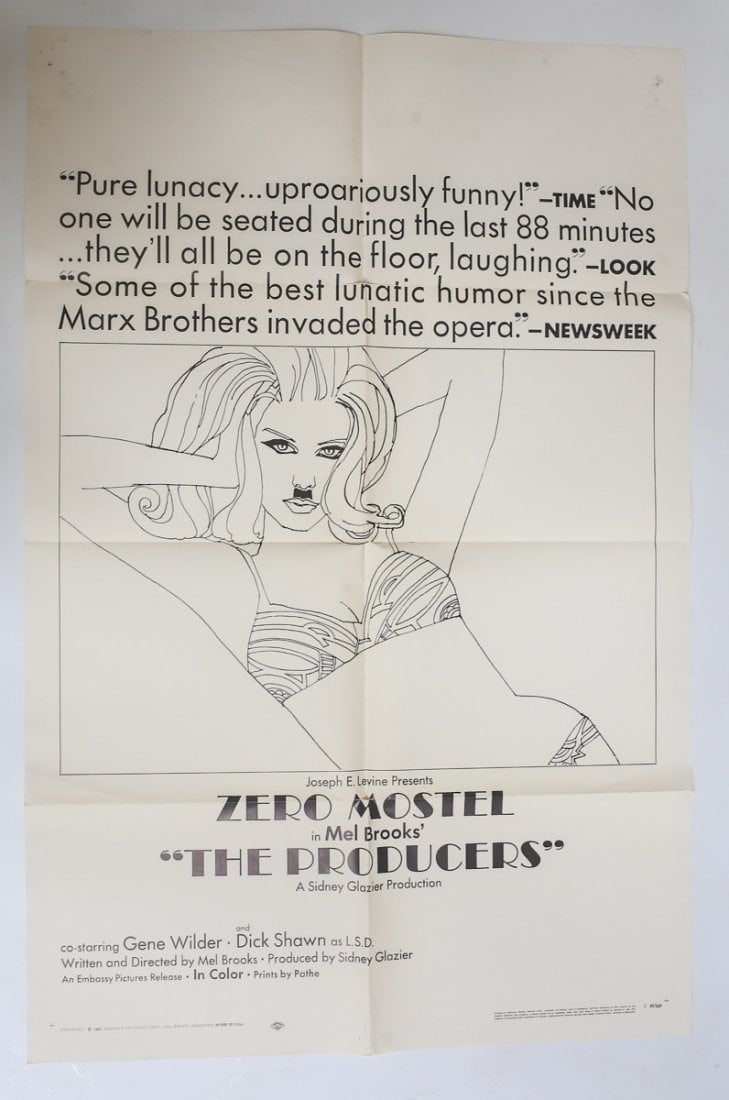 “Pure lunacy...uproariously funny!”–TIME “No
one will be seated during the last 88 minutes
...they’ll all be on the floor, laughing.”–LOOK
“Some of the best lunatic humor since the
Marx Brothers invaded the opera.”–NEWSWEEK
Joseph E. Levine Presents
ZERO MOSTEL
in Mel Brooks’
“THE PRODUCERS”
A Sidney Glazier Production
co-starring Gene Wilder · and Dick Shawn as L.S.D.
Written and Directed by Mel Brooks · Produced by Sidney Glazier
An Embassy Pictures Release · In Color · Prints by Pathe